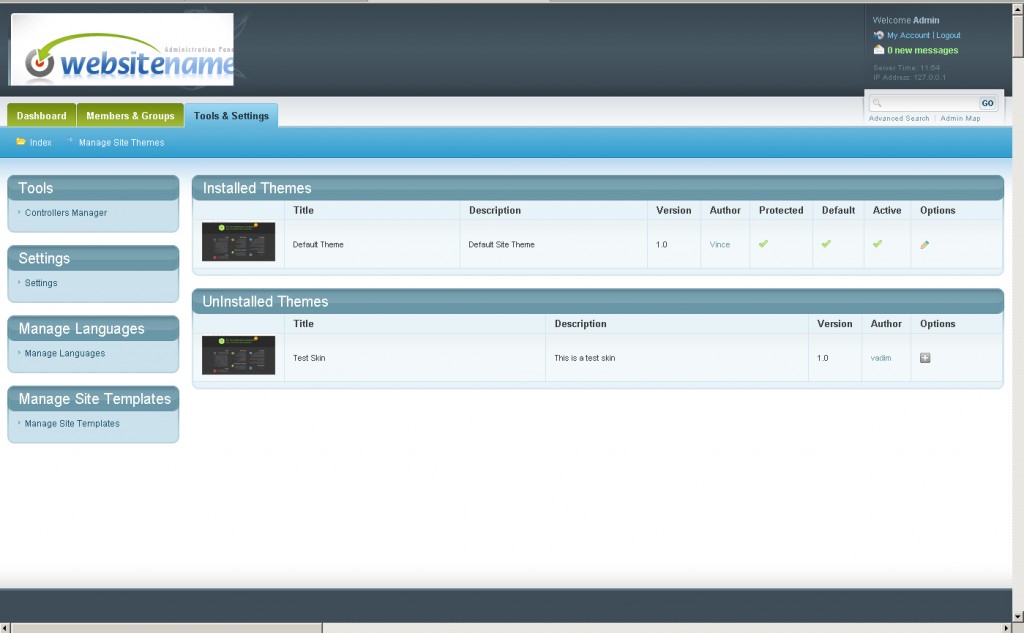 Administration Pane
websitename
Welcome Admin
My Account | Logout
0 new messages
Server Time: 11:54
IP Address: 127.0.0.1
GO
Advanced Search | Admin Map
Dashboard Members & Groups Tools & Settings
Index Manage Site Themes
Tools
Controllers Manager
Settings
Settings
Manage Languages
Manage Languages
Manage Site Templates
Manage Site Templates
Installed Themes
Title Description Version Author Protected Default Active Options
Default Theme Default Site Theme 1.0 Vince
UnInstalled Themes
Title Description Version Author Options
Test Skin This is a test skin 1.0 vadim